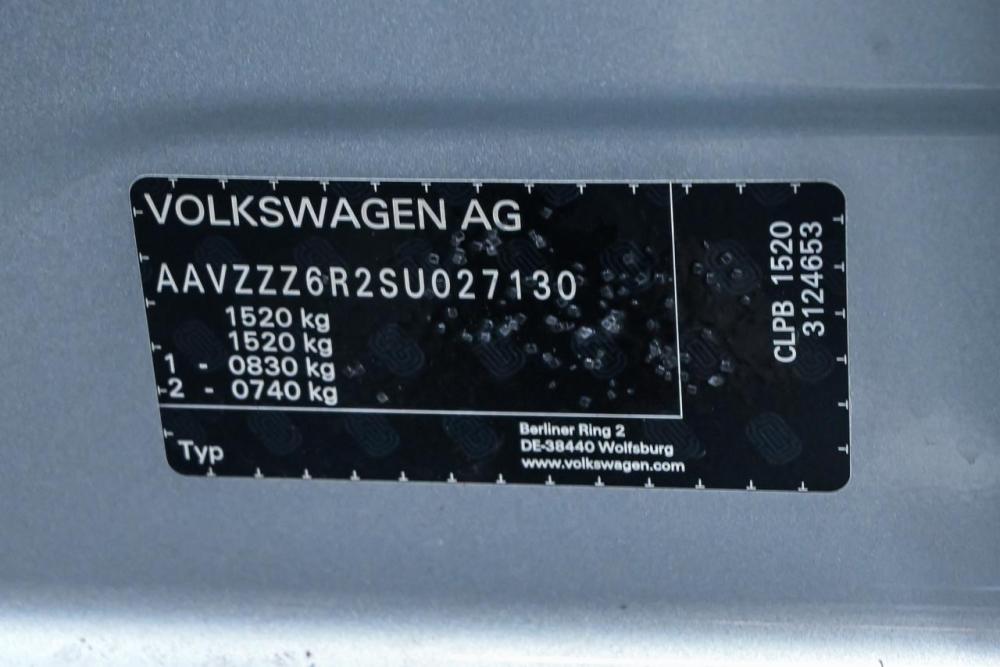 VOLKSWAGEN AG
AAVZZZ6R2SU027130
1520 kg
1520 kg
1 - 0830 kg
2 - 0740 kg
Typ
Berliner Ring 2
DE-38440 Wolfsburg
www.volkswagen.com
CLPB 1520
3124653